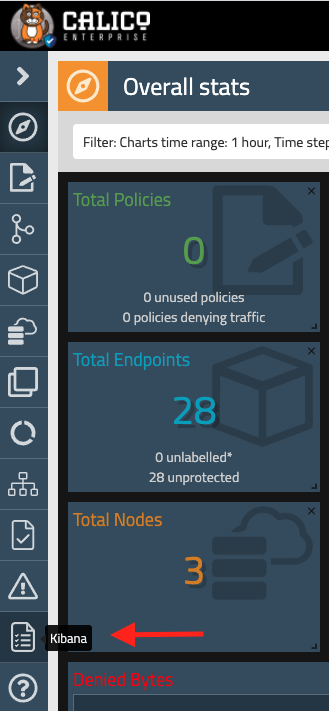 CALICO
ENTERPRISE
Overall stats
Filter: Charts time range: 1 hour, Time step
Total Policies
0
0 unused policies
0 policies denying traffic
Total Endpoints
28
0 unlabelled*
28 unprotected
Total Nodes
3
Kibana
Denied Bytes